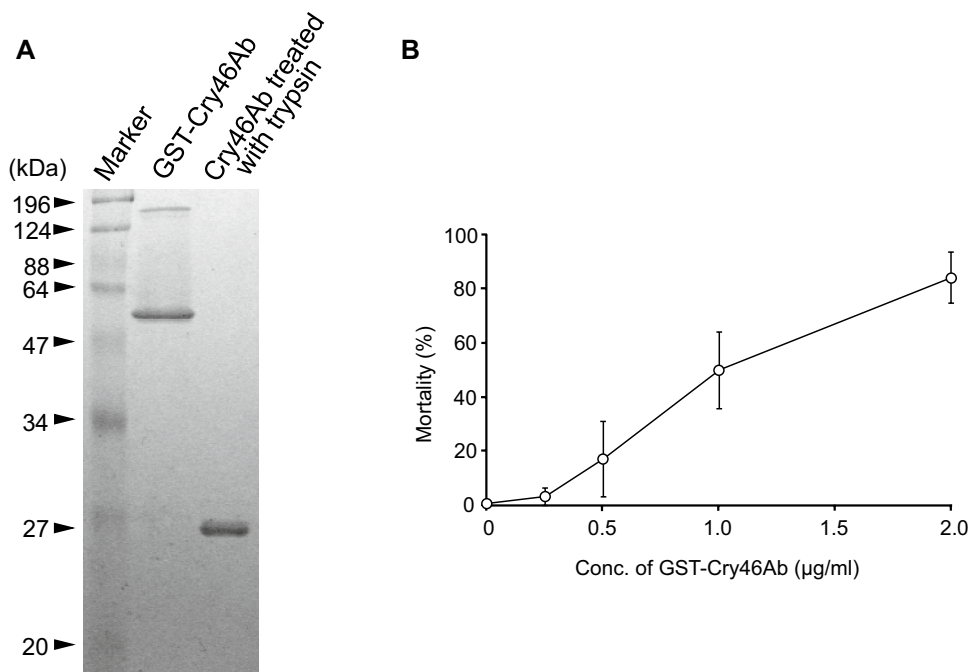 A
Marker
GST-Cry46Ab
Cry46Ab treated
with trypsin
(kDa)
196
124
88
64
47
34
27
20
B
100
80
60
40
20
0
Mortality (%)
0
0.5
1.0
1.5
2.0
Conc. of GST-Cry46Ab (µg/ml)